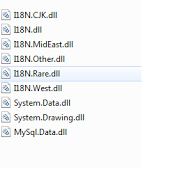 I18N.CJK.dll
I18N.dll
I18N.MidEast.dll
I18N.Other.dll
I18N.Rare.dll
I18N.West.dll
System.Data.dll
System.Drawing.dll
MySql.Data.dll